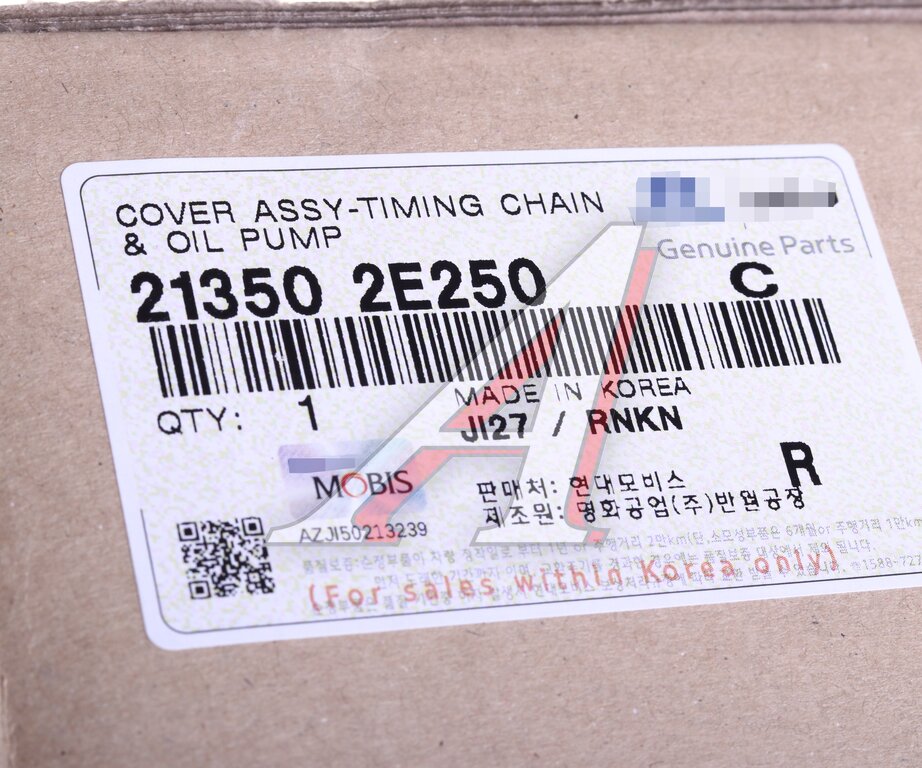 COVER ASSY-TIMING CHAIN
& OIL PUMP
Genuine Parts
21350 2E250 C
QTY: 1
MADE IN KOREA
JI27 / RNKN
R
MOBIS
AZJI50213239
판매처: 현대모비스
제조원: 명화공업(주)반월공장
(For sales within Korea only)